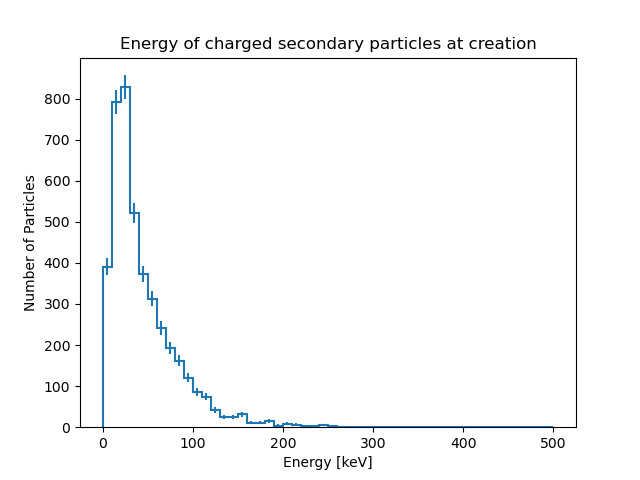 Energy of charged secondary particles at creation
800
700
600
500
400
300
200
100
0
Number of Particles
0 100 200 300 400 500
Energy [keV]